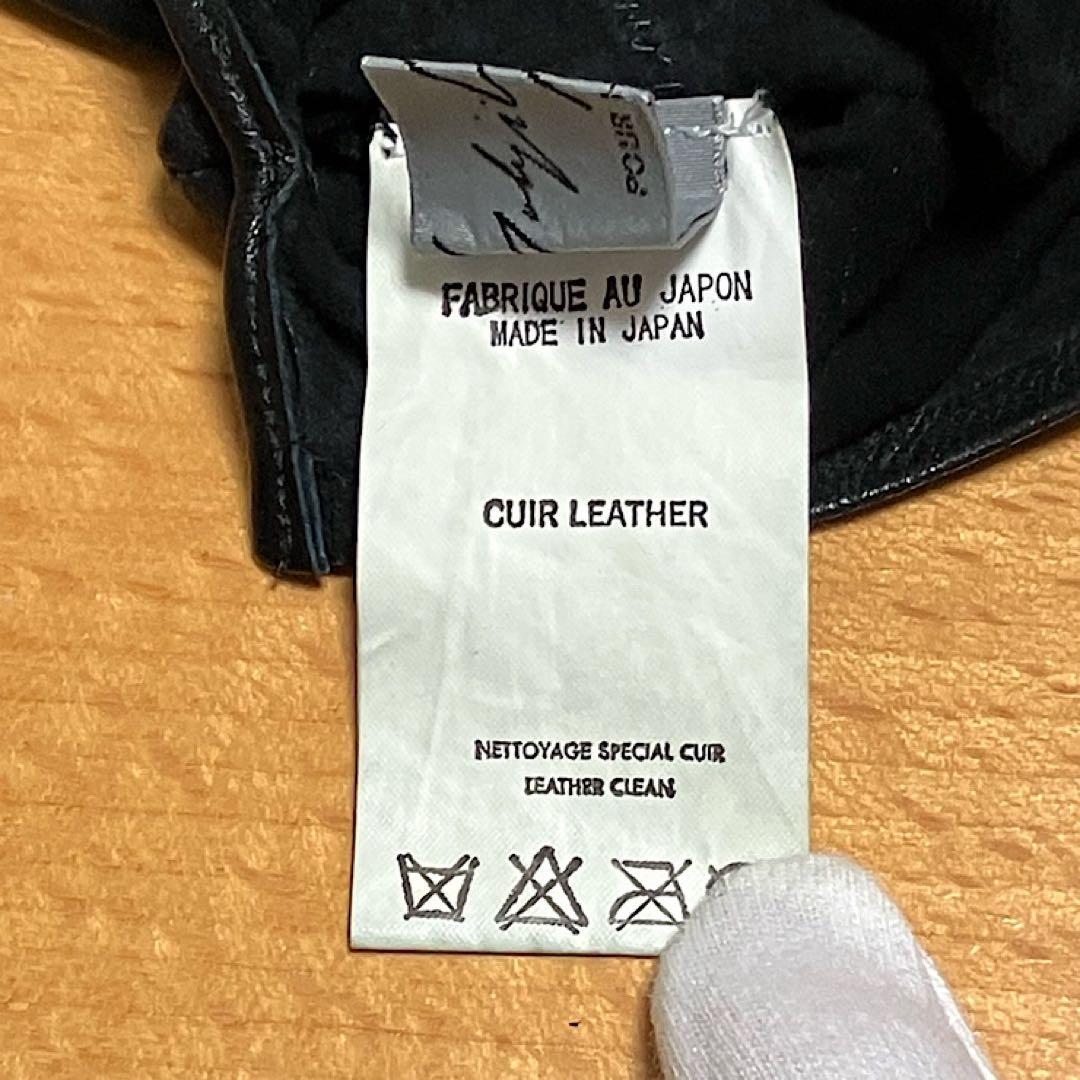 FABRIQUE AU JAPON
MADE IN JAPAN
CUIR LEATHER
NETTOYAGE SPECIAL CUIR
LEATHER CLEAN